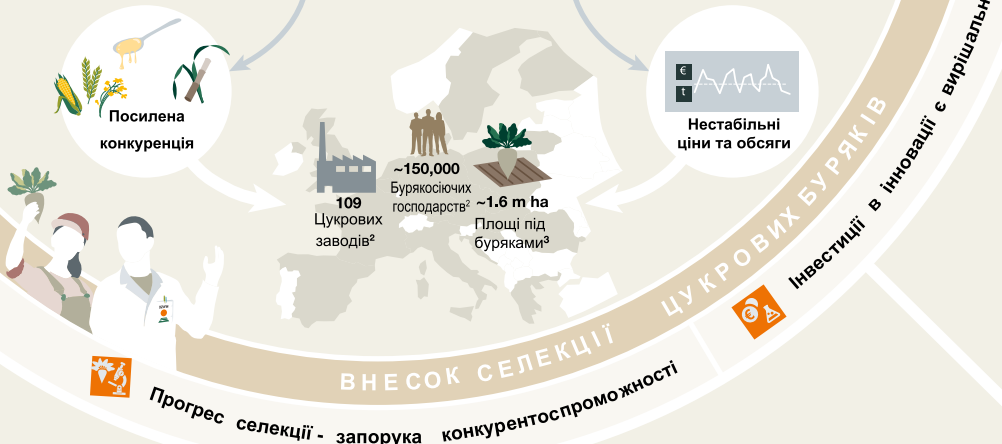 Посилена
конкуренція
€
t
Нестабільні
ціни та обсяги
109
Цукрових
заводів²
~150,000
Бурякосіючих
господарств²
~1.6 m ha
Площі під
буряками³
ВНЕСОК СЕЛЕКЦІЇ ЦУКРОВИХ БУРЯКІВ
Прогрес селекції - запорука конкурентоспроможності
Інвестиції в інновації є вирішальн